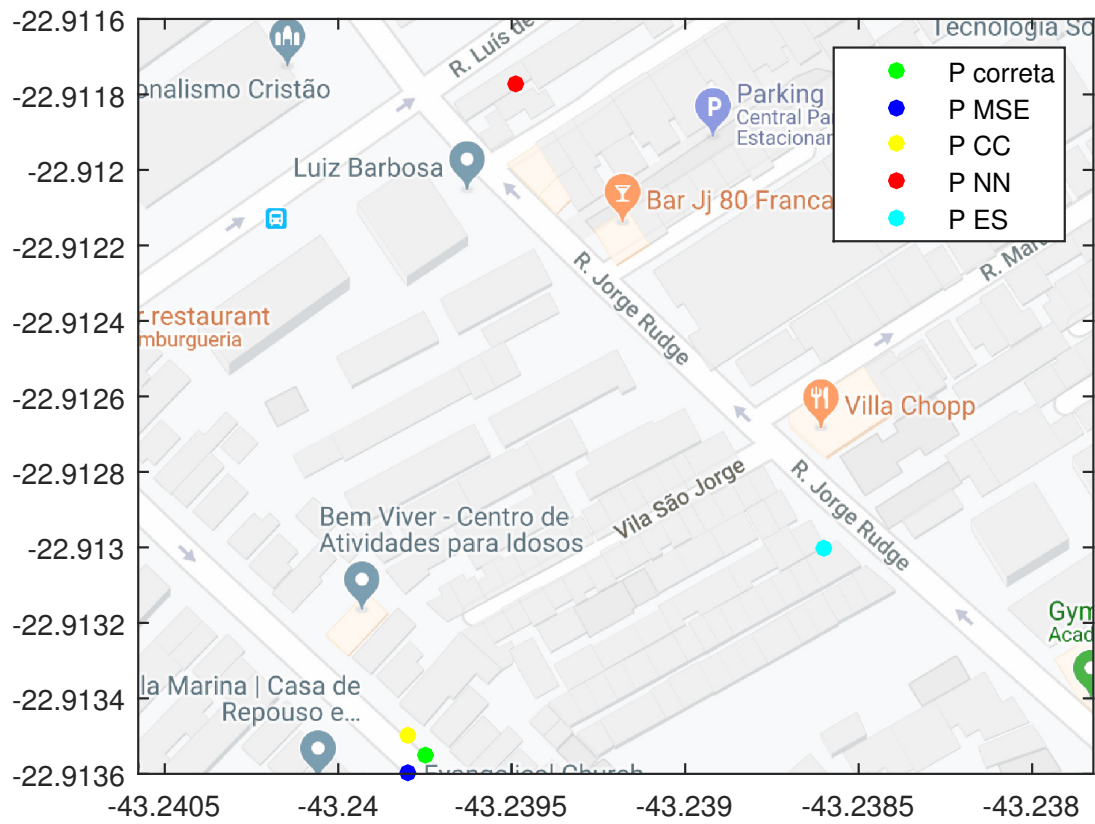 -22.9116
-22.9118
-22.912
-22.9122
-22.9124
-22.9126
-22.9128
-22.913
-22.9132
-22.9134
-22.9136
-43.2405
-43.24
-43.2395
-43.239
-43.2385
-43.238
P correta
P MSE
P CC
P NN
P ES
R. Luís de
Tecnologia So
onalismo Cristão
Parking
Central Pa
Estacionar
Luiz Barbosa
Bar Jj 80 Franca
R. Jorge Rudge
R. Mar
r restaurant
mburgueria
Villa Chopp
Vila São Jorge
R. Jorge Rudge
Bem Viver - Centro de
Atividades para Idosos
Gym
Acad
la Marina | Casa de
Repouso e...
Evangelical Church